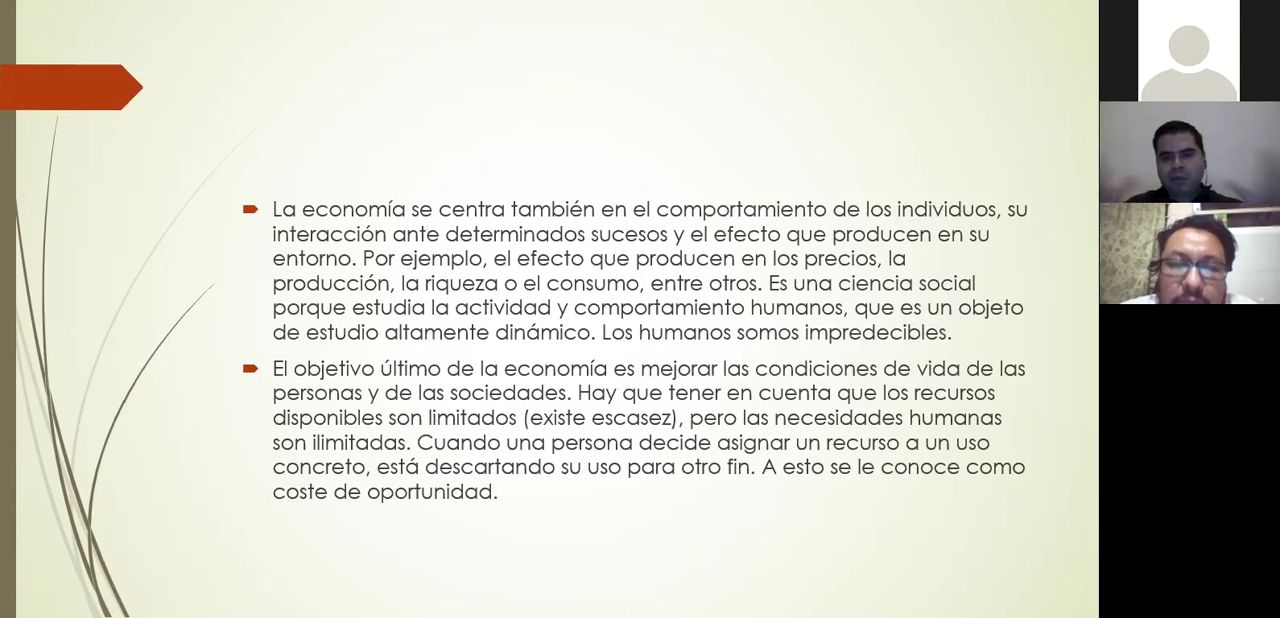 La economía se centra también en el comportamiento de los individuos, su
interacción ante determinados sucesos y el efecto que producen en su
entorno. Por ejemplo, el efecto que producen en los precios, la
producción, la riqueza o el consumo, entre otros. Es una ciencia social
porque estudia la actividad y comportamiento humanos, que es un objeto
de estudio altamente dinámico. Los humanos somos impredecibles.
El objetivo último de la economía es mejorar las condiciones de vida de las
personas y de las sociedades. Hay que tener en cuenta que los recursos
disponibles son limitados (existe escasez), pero las necesidades humanas
son ilimitadas. Cuando una persona decide asignar un recurso a un uso
concreto, está descartando su uso para otro fin. A esto se le conoce como
coste de oportunidad.